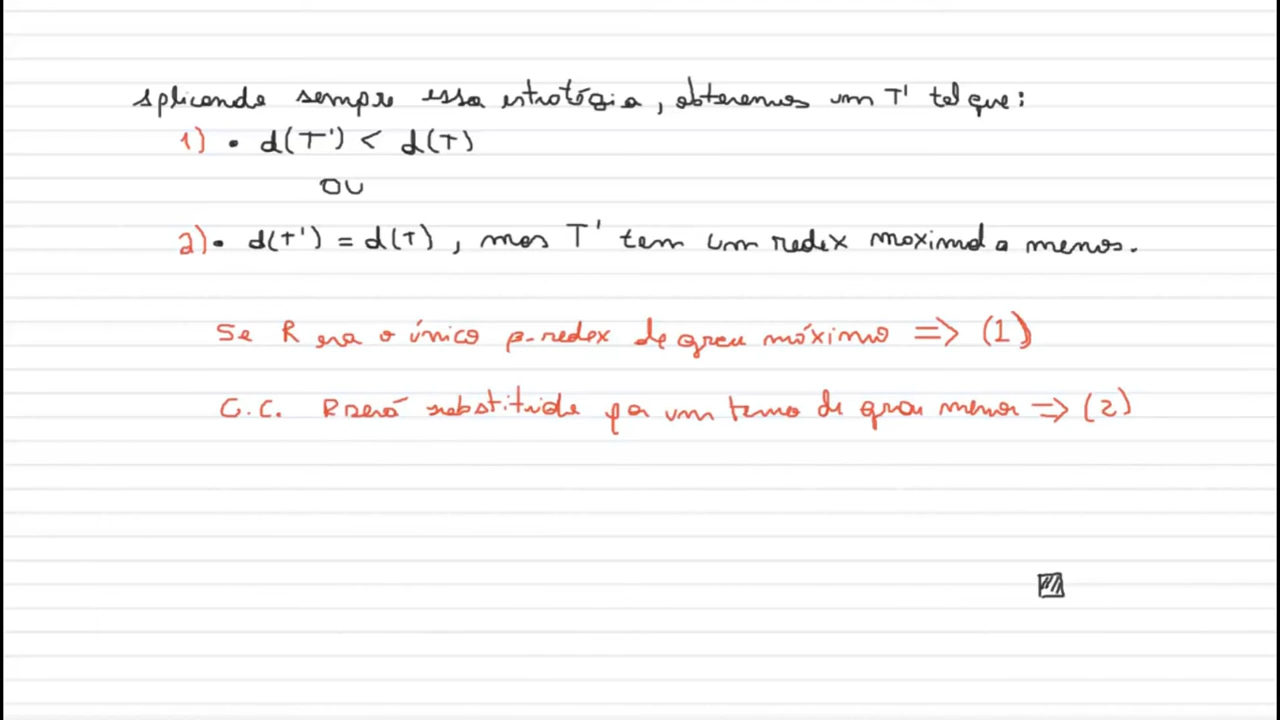 Aplicando sempre essa estratégia, obteremos um T' tal que:
1) • d(T') < d(T)
OU
2) • d(T') = d(T), mas T' tem um redex maximal a menos.
Se R era o único β-redex de grau máximo => (1)
C.C. R será substituído por um termo de grau menor => (2)